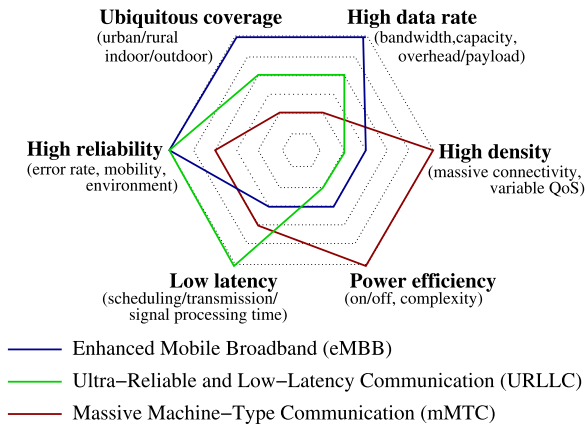 Ubiquitous coverage
(urban/rural
indoor/outdoor)
High data rate
(bandwidth,capacity,
overhead/payload)
High reliability
(error rate, mobility,
environment)
High density
(massive connectivity,
variable QoS)
Low latency
(scheduling/transmission/
signal processing time)
Power efficiency
(on/off, complexity)
Enhanced Mobile Broadband (eMBB)
Ultra−Reliable and Low−Latency Communication (URLLC)
Massive Machine−Type Communication (mMTC)